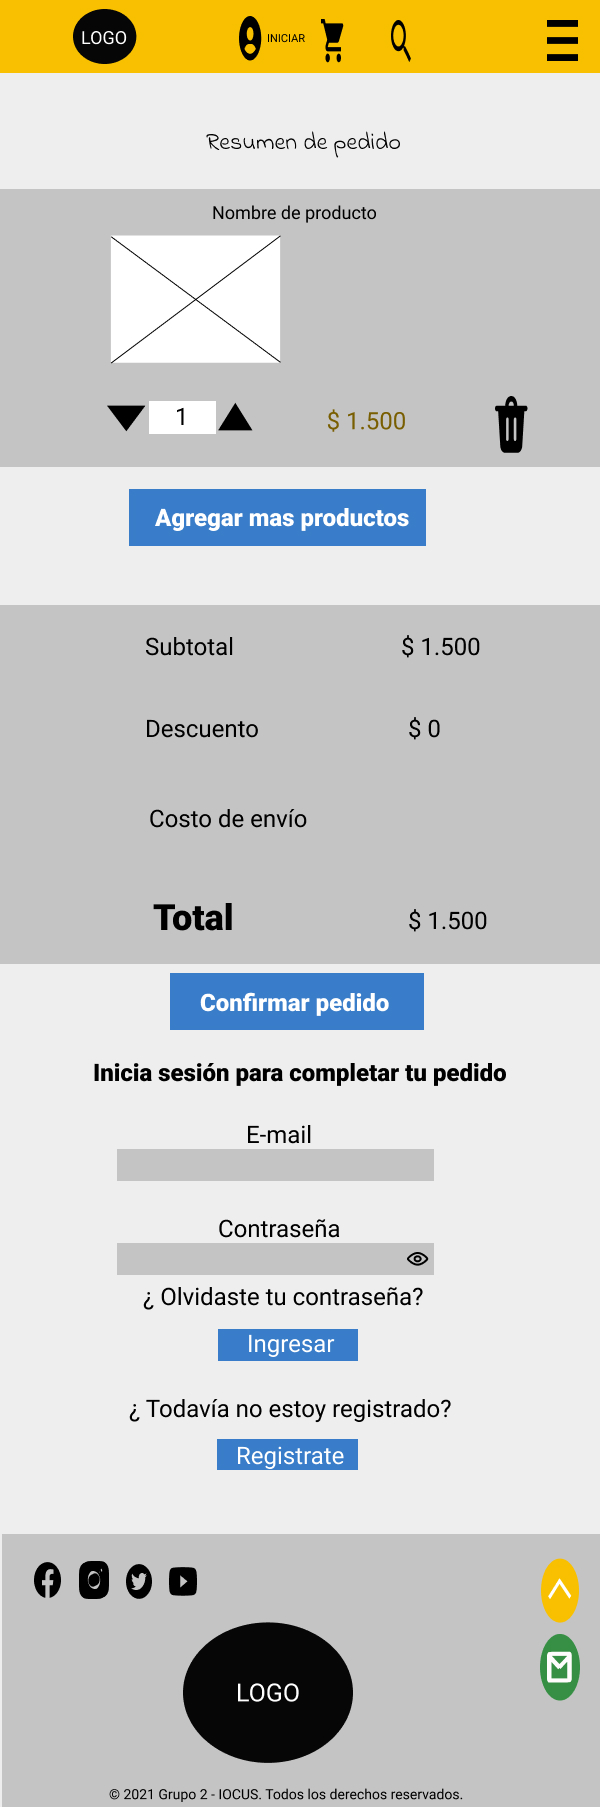 LOGO
INICIAR
Resumen de pedido
Nombre de producto
1
$ 1.500
Agregar mas productos
Subtotal
$ 1.500
Descuento
$ 0
Costo de envío
Total
$ 1.500
Confirmar pedido
Inicia sesión para completar tu pedido
E-mail
Contraseña
¿ Olvidaste tu contraseña?
Ingresar
¿ Todavía no estoy registrado?
Registrate
LOGO
© 2021 Grupo 2 - IOCUS. Todos los derechos reservados.